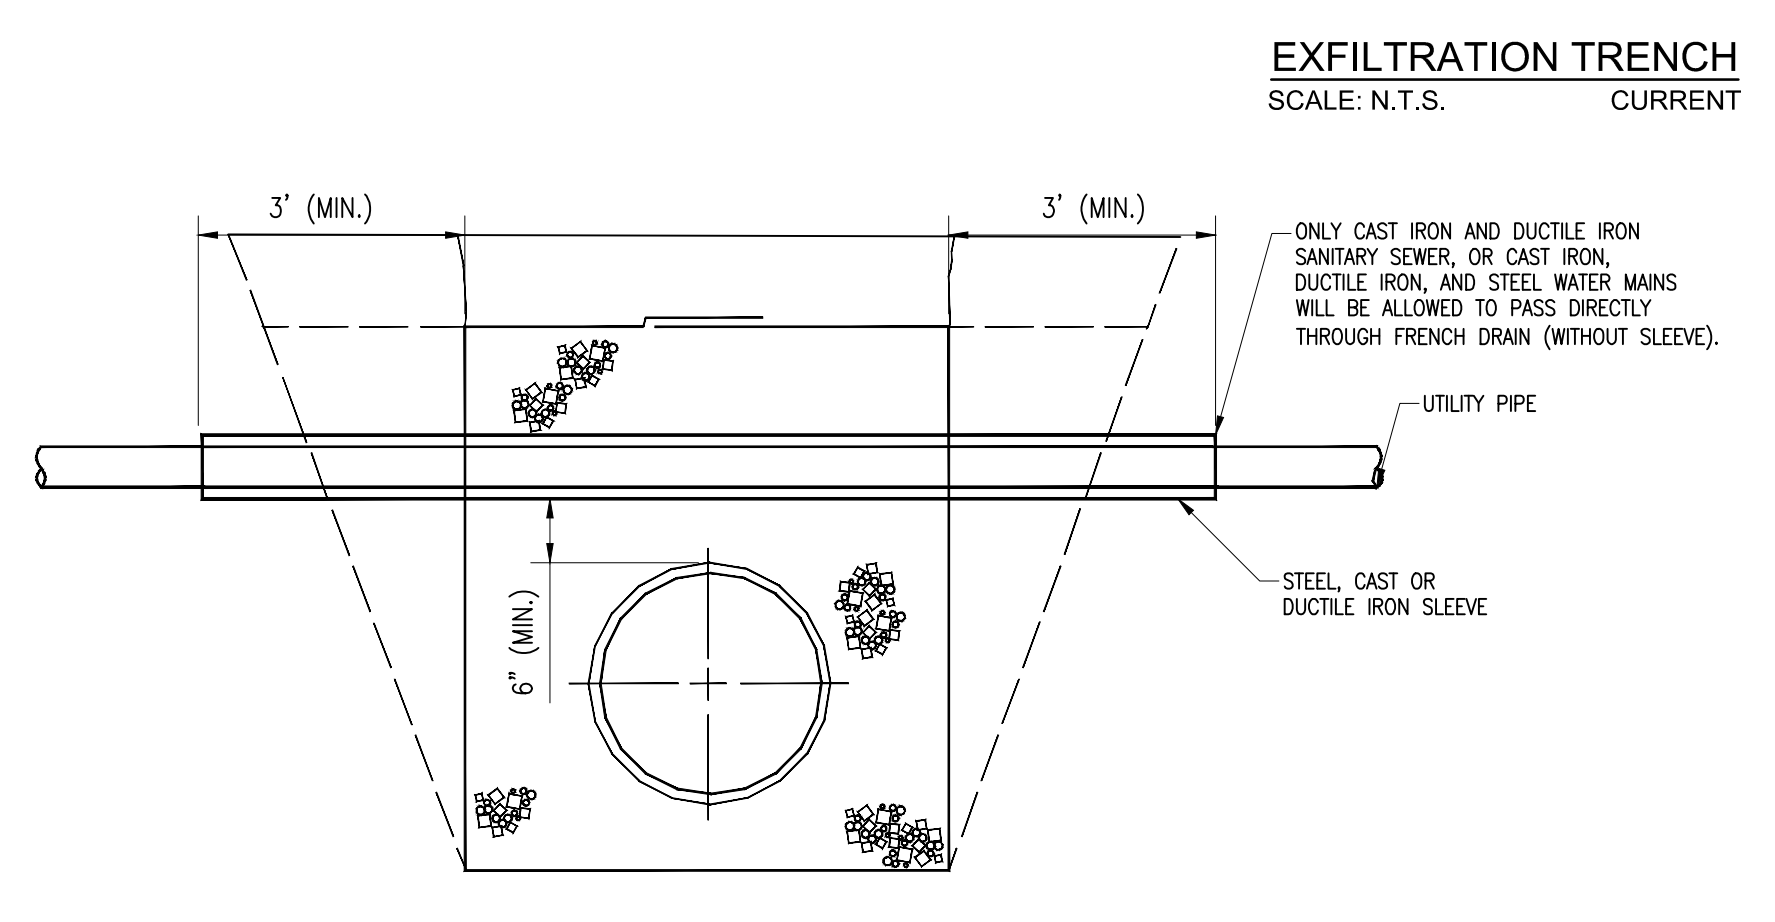 EXFILTRATION TRENCH
SCALE: N.T.S. CURRENT
3' (MIN.) 3' (MIN.)
ONLY CAST IRON AND DUCTILE IRON
SANITARY SEWER, OR CAST IRON,
DUCTILE IRON, AND STEEL WATER MAINS
WILL BE ALLOWED TO PASS DIRECTLY
THROUGH FRENCH DRAIN (WITHOUT SLEEVE).
UTILITY PIPE
STEEL, CAST OR
DUCTILE IRON SLEEVE
6" (MIN.)